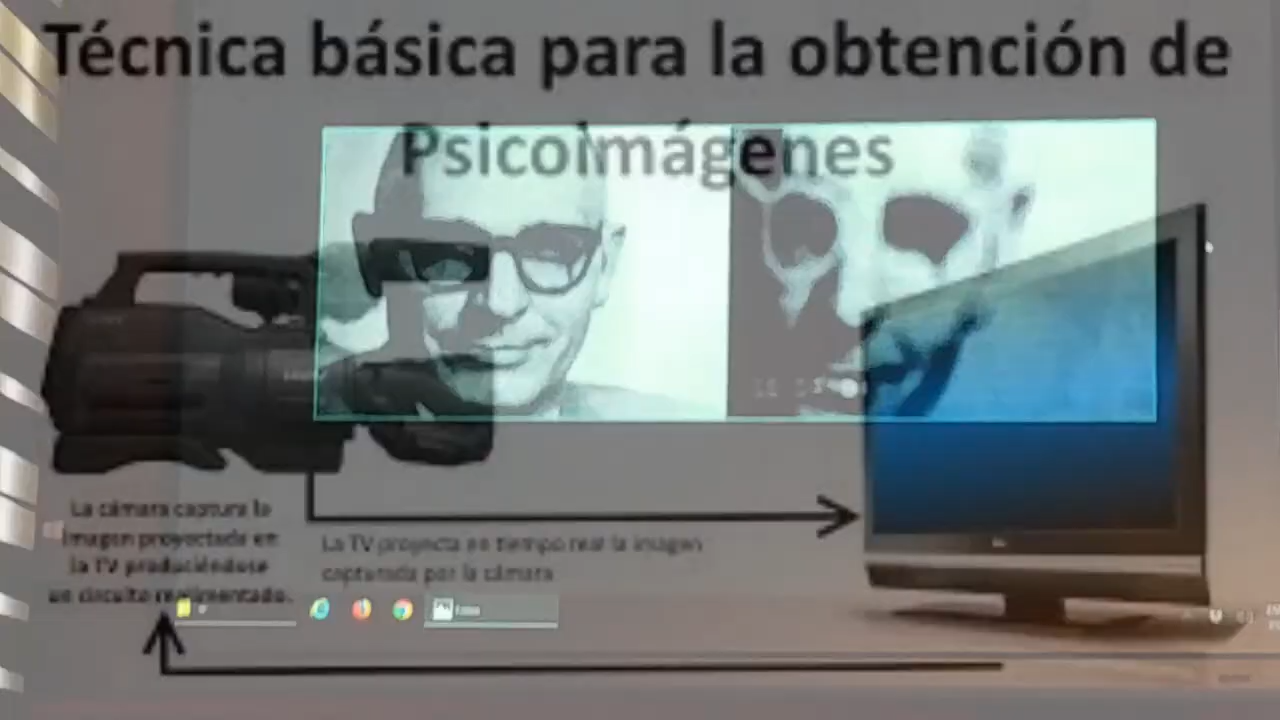 Técnica básica para la obtención de
PsicoImágenes
La cámara captura la
imagen proyectada en
la TV produciéndose
un circuito realimentado.
La TV proyecta en tiempo real la imagen
capturada por la cámara